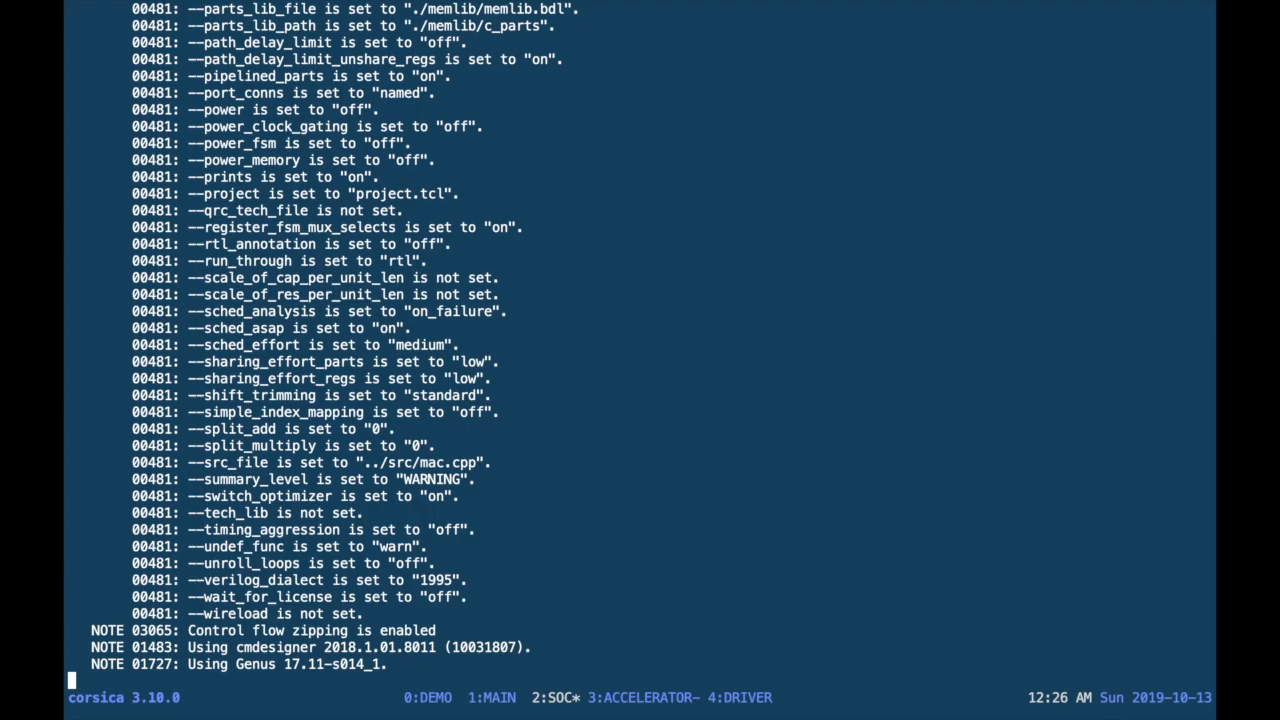 00481: --parts_lib_file is set to "./memlib/memlib.bdl".
00481: --parts_lib_path is set to "./memlib/c_parts".
00481: --path_delay_limit is set to "off".
00481: --path_delay_limit_unshare_regs is set to "on".
00481: --pipelined_parts is set to "on".
00481: --port_conns is set to "named".
00481: --power is set to "off".
00481: --power_clock_gating is set to "off".
00481: --power_fsm is set to "off".
00481: --power_memory is set to "off".
00481: --prints is set to "on".
00481: --project is set to "project.tcl".
00481: --qrc_tech_file is not set.
00481: --register_fsm_mux_selects is set to "on".
00481: --rtl_annotation is set to "off".
00481: --run_through is set to "rtl".
00481: --scale_of_cap_per_unit_len is not set.
00481: --scale_of_res_per_unit_len is not set.
00481: --sched_analysis is set to "on_failure".
00481: --sched_asap is set to "on".
00481: --sched_effort is set to "medium".
00481: --sharing_effort_parts is set to "low".
00481: --sharing_effort_regs is set to "low".
00481: --shift_trimming is set to "standard".
00481: --simple_index_mapping is set to "off".
00481: --split_add is set to "0".
00481: --split_multiply is set to "0".
00481: --src_file is set to "../src/mac.cpp".
00481: --summary_level is set to "WARNING".
00481: --switch_optimizer is set to "on".
00481: --tech_lib is not set.
00481: --timing_aggression is set to "off".
00481: --undef_func is set to "warn".
00481: --unroll_loops is set to "off".
00481: --verilog_dialect is set to "1995".
00481: --wait_for_license is set to "off".
00481: --wireload is not set.
NOTE 03065: Control flow zipping is enabled
NOTE 01483: Using cmdesigner 2018.1.01.8011 (10031807).
NOTE 01727: Using Genus 17.11-s014_1.
corsica 3.10.0 0:DEMO 1:MAIN 2:SOC* 3:ACCELERATOR- 4:DRIVER 12:26 AM Sun 2019-10-13